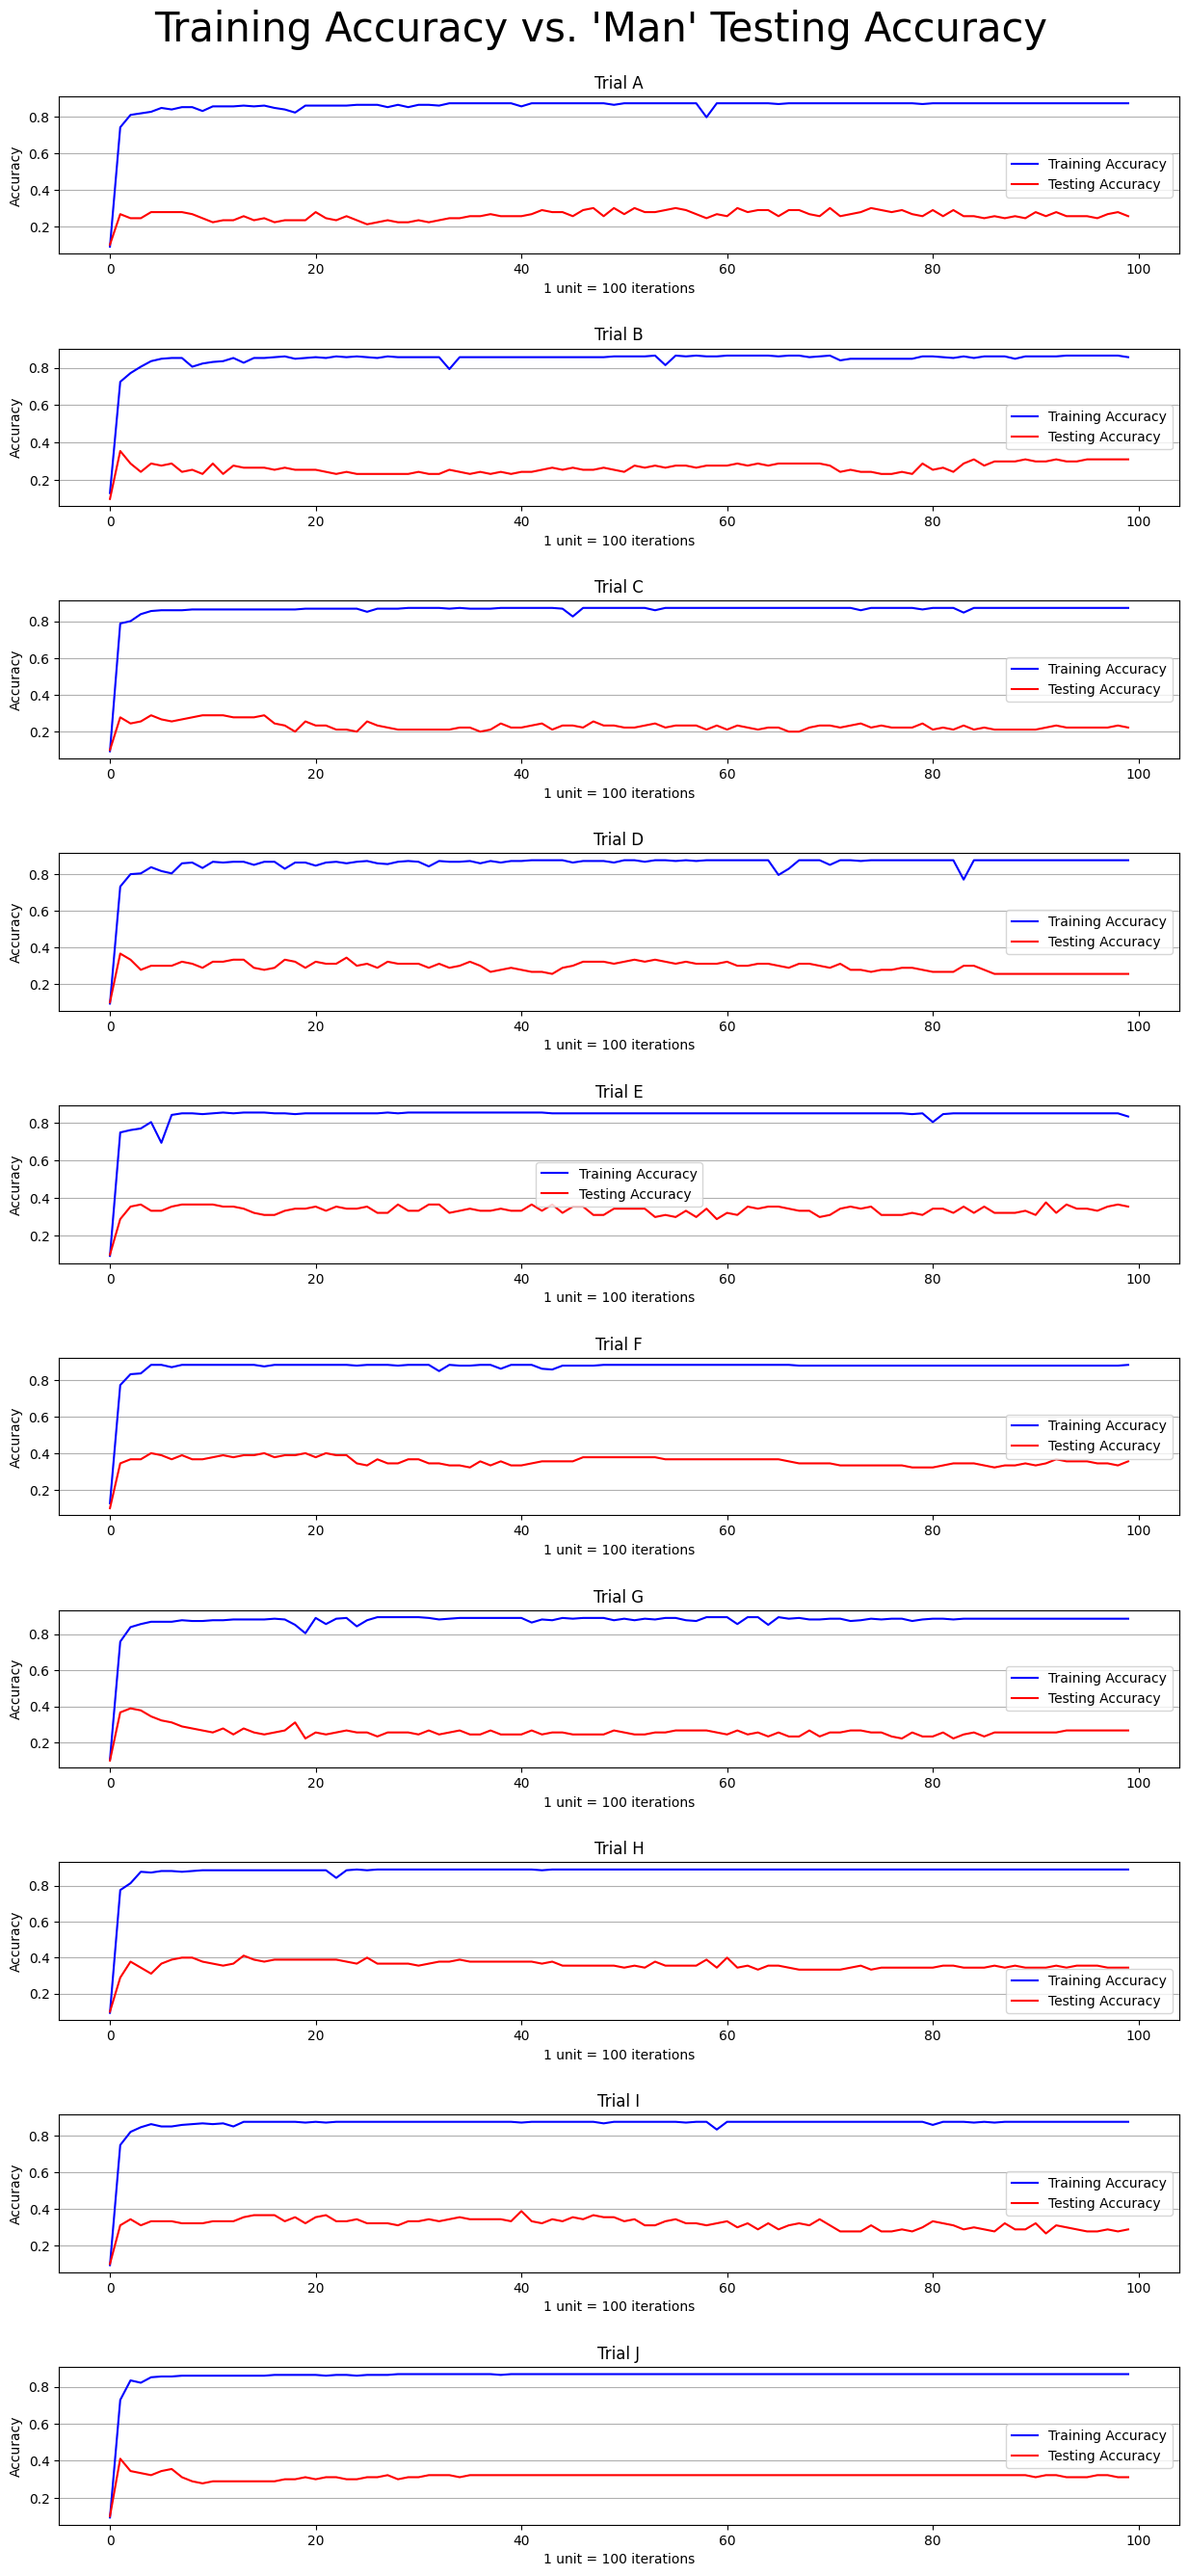 Training Accuracy vs. 'Man' Testing Accuracy
Trial A
Accuracy
0.8
0.6
0.4
0.2
Training Accuracy
Testing Accuracy
0 20 40 60 80 100
1 unit = 100 iterations
Trial B
Accuracy
0.8
0.6
0.4
0.2
Training Accuracy
Testing Accuracy
0 20 40 60 80 100
1 unit = 100 iterations
Trial C
Accuracy
0.8
0.6
0.4
0.2
Training Accuracy
Testing Accuracy
0 20 40 60 80 100
1 unit = 100 iterations
Trial D
Accuracy
0.8
0.6
0.4
0.2
Training Accuracy
Testing Accuracy
0 20 40 60 80 100
1 unit = 100 iterations
Trial E
Accuracy
0.8
0.6
0.4
0.2
Training Accuracy
Testing Accuracy
0 20 40 60 80 100
1 unit = 100 iterations
Trial F
Accuracy
0.8
0.6
0.4
0.2
Training Accuracy
Testing Accuracy
0 20 40 60 80 100
1 unit = 100 iterations
Trial G
Accuracy
0.8
0.6
0.4
0.2
Training Accuracy
Testing Accuracy
0 20 40 60 80 100
1 unit = 100 iterations
Trial H
Accuracy
0.8
0.6
0.4
0.2
Training Accuracy
Testing Accuracy
0 20 40 60 80 100
1 unit = 100 iterations
Trial I
Accuracy
0.8
0.6
0.4
0.2
Training Accuracy
Testing Accuracy
0 20 40 60 80 100
1 unit = 100 iterations
Trial J
Accuracy
0.8
0.6
0.4
0.2
Training Accuracy
Testing Accuracy
0 20 40 60 80 100
1 unit = 100 iterations